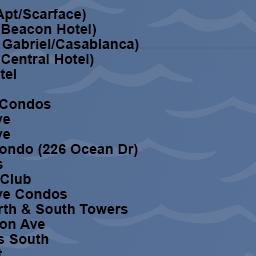 Apt/Scarface)
Beacon Hotel)
Gabriel/Casablanca)
Central Hotel)
tel
Condos
ve
ve
ondo (226 Ocean Dr)
s
Club
ve Condos
rth & South Towers
on Ave
s South